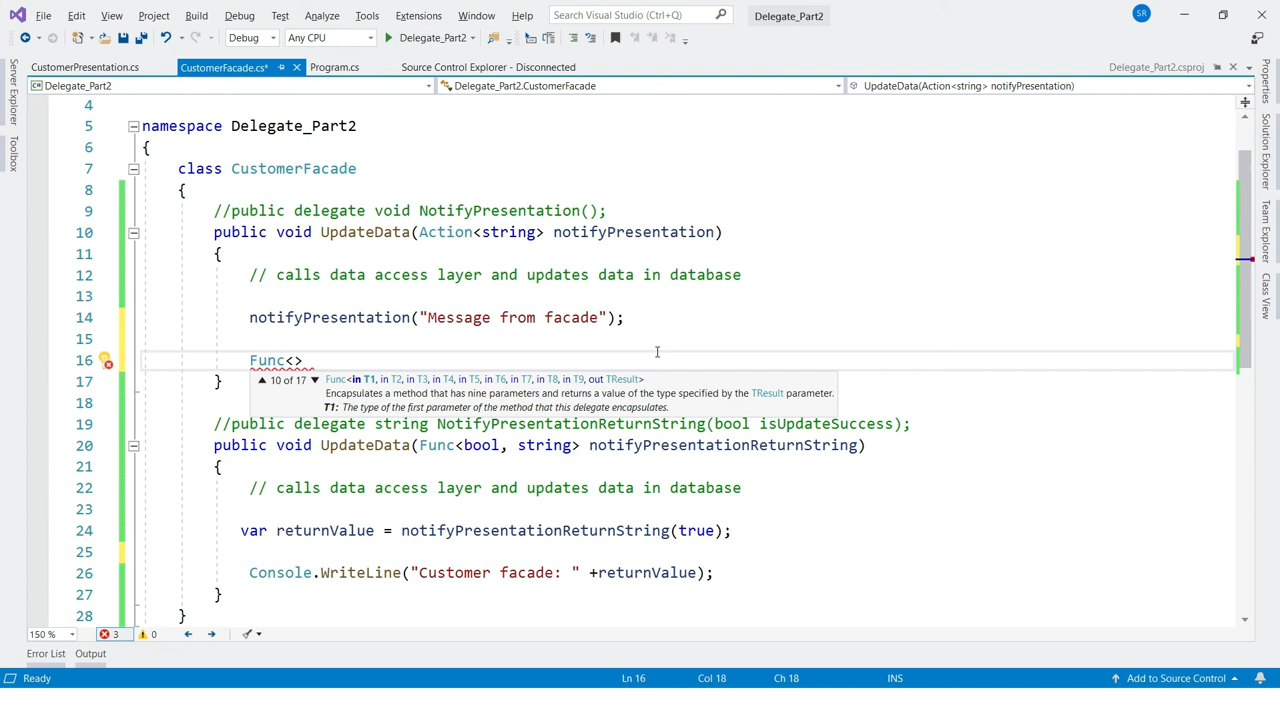 File Edit View Project Build Debug Test Analyze Tools Extensions Window Help Search Visual Studio (Ctrl+Q) Delegate_Part2 SR
Debug Any CPU Delegate_Part2
CustomerPresentation.cs CustomerFacade.cs* Program.cs Source Control Explorer - Disconnected Delegate_Part2.csproj
Delegate_Part2 Delegate_Part2.CustomerFacade UpdateData(Action<string> notifyPresentation)
Server Explorer
Toolbox
Properties
Solution Explorer
Team Explorer
Class View
4
5 namespace Delegate_Part2
6 {
7 class CustomerFacade
8 {
9 //public delegate void NotifyPresentation();
10 public void UpdateData(Action<string> notifyPresentation)
11 {
12 // calls data access layer and updates data in database
13
14 notifyPresentation("Message from facade");
15
16 Func<>
▲ 10 of 17 ▼ Func<in T1, in T2, in T3, in T4, in T5, in T6, in T7, in T8, in T9, out TResult>
Encapsulates a method that has nine parameters and returns a value of the type specified by the TResult parameter.
T1: The type of the first parameter of the method that this delegate encapsulates.
17 }
18
19 //public delegate string NotifyPresentationReturnString(bool isUpdateSuccess);
20 public void UpdateData(Func<bool, string> notifyPresentationReturnString)
21 {
22 // calls data access layer and updates data in database
23
24 var returnValue = notifyPresentationReturnString(true);
25
26 Console.WriteLine("Customer facade: " +returnValue);
27 }
28 }
150 % 3 0
Error List Output
Ready Ln 16 Col 18 Ch 18 INS Add to Source Control